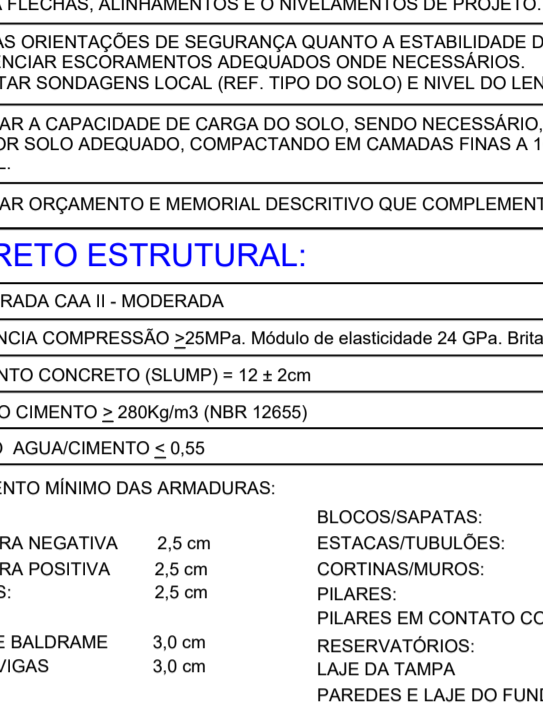 A FLECHAS, ALINHAMENTOS E O NIVELAMENTOS DE PROJETO.
AS ORIENTAÇÕES DE SEGURANÇA QUANTO A ESTABILIDADE D
ENCIAR ESCORAMENTOS ADEQUADOS ONDE NECESSÁRIOS.
TAR SONDAGENS LOCAL (REF. TIPO DO SOLO) E NIVEL DO LEN
AR A CAPACIDADE DE CARGA DO SOLO, SENDO NECESSÁRIO,
OR SOLO ADEQUADO, COMPACTANDO EM CAMADAS FINAS A 1
L.
AR ORÇAMENTO E MEMORIAL DESCRITIVO QUE COMPLEMENT
RETO ESTRUTURAL:
RADA CAA II - MODERADA
NCIA COMPRESSÃO ≥25MPa. Módulo de elasticidade 24 GPa. Brita
NTO CONCRETO (SLUMP) = 12 ± 2cm
O CIMENTO ≥ 280Kg/m3 (NBR 12655)
O AGUA/CIMENTO ≤ 0,55
ENTO MÍNIMO DAS ARMADURAS:
RA NEGATIVA 2,5 cm
RA POSITIVA 2,5 cm
S: 2,5 cm
E BALDRAME 3,0 cm
VIGAS 3,0 cm
BLOCOS/SAPATAS:
ESTACAS/TUBULÕES:
CORTINAS/MUROS:
PILARES:
PILARES EM CONTATO CO
RESERVATÓRIOS:
LAJE DA TAMPA
PAREDES E LAJE DO FUND